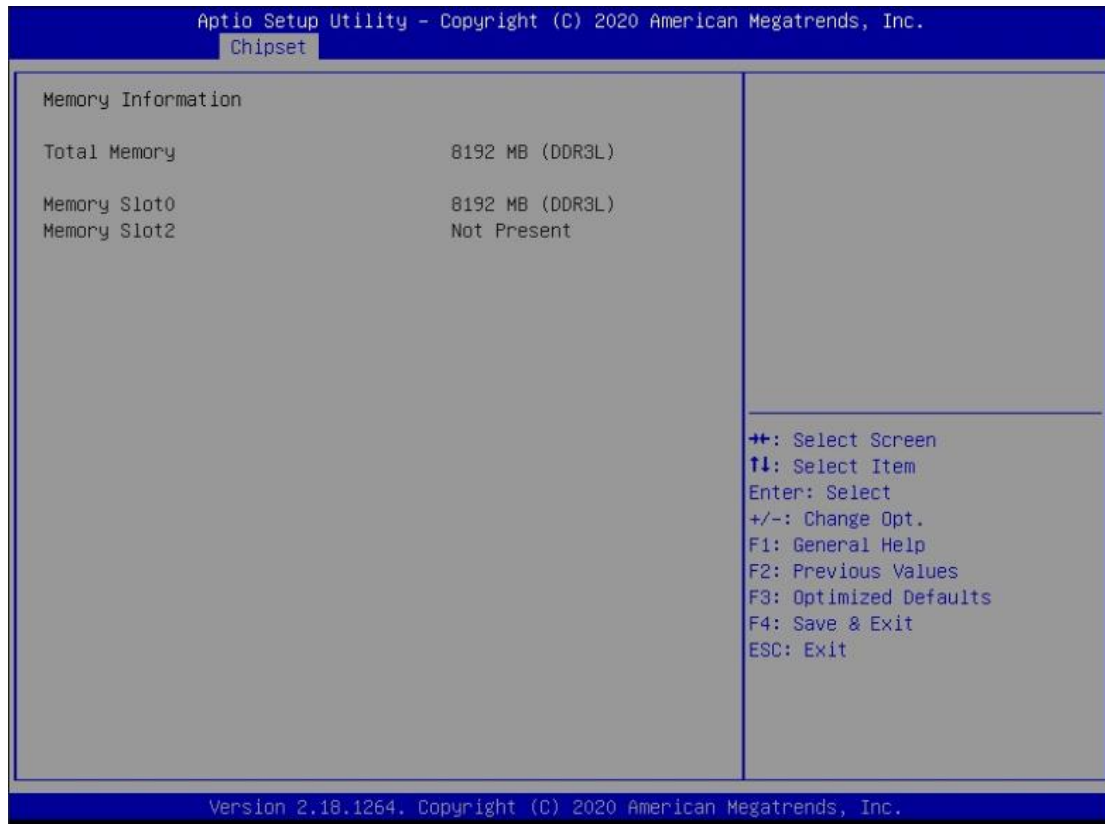 Aptio Setup Utility – Copyright (C) 2020 American Megatrends, Inc.
Chipset
Memory Information
Total Memory 8192 MB (DDR3L)
Memory Slot0 8192 MB (DDR3L)
Memory Slot2 Not Present
→←: Select Screen
↑↓: Select Item
Enter: Select
+/-: Change Opt.
F1: General Help
F2: Previous Values
F3: Optimized Defaults
F4: Save & Exit
ESC: Exit
Version 2.18.1264. Copyright (C) 2020 American Megatrends, Inc.